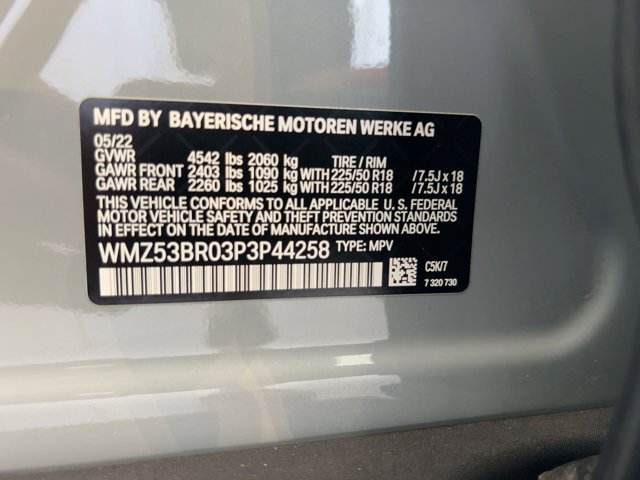 MFD BY BAYERISCHE MOTOREN WERKE AG
05/22
GVWR 4542 lbs 2060 kg TIRE / RIM
GAWR FRONT 2403 lbs 1090 kg WITH 225/50 R18 / 7.5J x 18
GAWR REAR 2260 lbs 1025 kg WITH 225/50 R18 / 7.5J x 18
THIS VEHICLE CONFORMS TO ALL APPLICABLE U. S. FEDERAL
MOTOR VEHICLE SAFETY AND THEFT PREVENTION STANDARDS
IN EFFECT ON THE DATE OF MANUFACTURE SHOWN ABOVE.
WMZ53BR03P3P44258 TYPE: MPV
C5K/7
7 320 730